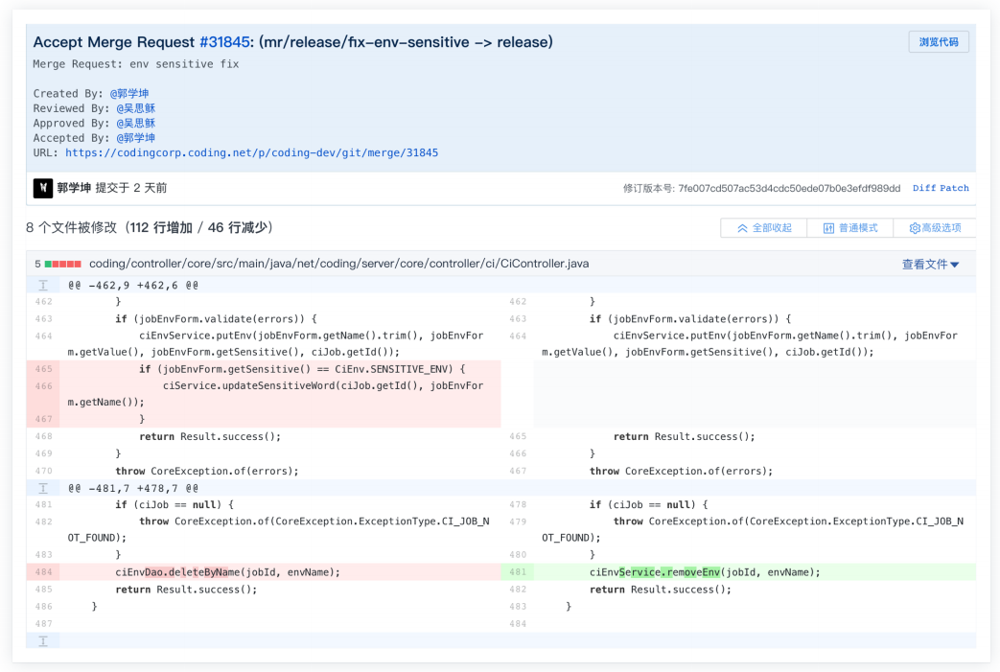 Accept Merge Request #31845: (mr/release/fix-env-sensitive -> release)
浏览代码
Merge Request: env sensitive fix
Created By: @郭学坤
Reviewed By: @吴思稣
Approved By: @吴思稣
Accepted By: @郭学坤
URL: https://codingcorp.coding.net/p/coding-dev/git/merge/31845
郭学坤 提交于 2 天前
修订版本号: 7fe007cd507ac53d4cdc50ede07b0e3efdf989dd Diff Patch
8 个文件被修改（112 行增加 / 46 行减少）
全部收起 普通模式 高级选项
5 coding/controller/core/src/main/java/net/coding/server/core/controller/ci/CiController.java 查看文件
@@ -462,9 +462,6 @@
462 } 462 }
463 if (jobEnvForm.validate(errors)) { 463 if (jobEnvForm.validate(errors)) {
464 ciEnvService.putEnv(jobEnvForm.getName().trim(), jobEnvFor 464 ciEnvService.putEnv(jobEnvForm.getName().trim(), jobEnvFor
m.getValue(), jobEnvForm.getSensitive(), ciJob.getId()); m.getValue(), jobEnvForm.getSensitive(), ciJob.getId());
465 if (jobEnvForm.getSensitive() == CiEnv.SENSITIVE_ENV) {
466 ciService.updateSensitiveWord(ciJob.getId(), jobEnvFor
m.getName());
467 }
468 return Result.success(); 465 return Result.success();
469 } 466 }
470 throw CoreException.of(errors); 467 throw CoreException.of(errors);
@@ -481,7 +478,7 @@
481 if (ciJob == null) { 478 if (ciJob == null) {
482 throw CoreException.of(CoreException.ExceptionType.CI_JOB_N 479 throw CoreException.of(CoreException.ExceptionType.CI_JOB_N
OT_FOUND); OT_FOUND);
483 } 480 }
484 ciEnvDao.deleteByName(jobId, envName); 481 ciEnvService.removeEnv(jobId, envName);
485 return Result.success(); 482 return Result.success();
486 } 483 }
487 484